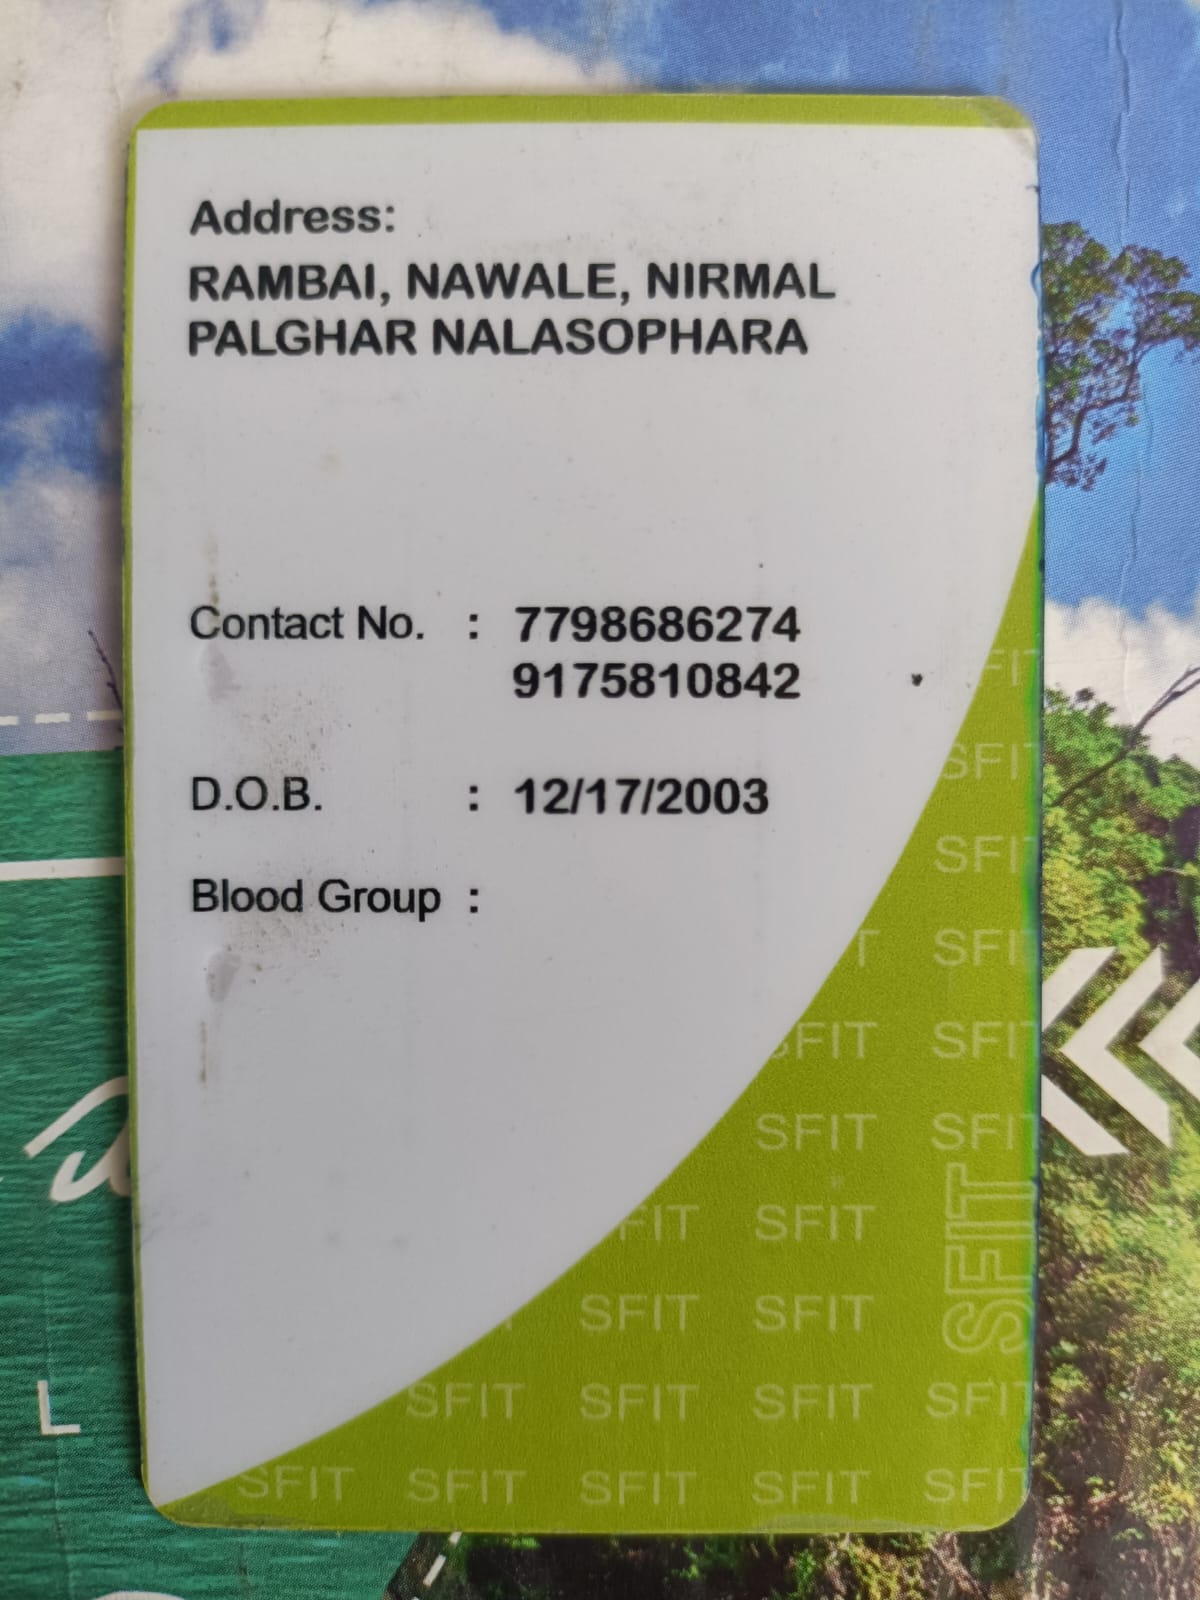 Address:
RAMBAI, NAWALE, NIRMAL
PALGHAR NALASOPHARA
Contact No. : 7798686274
9175810842
D.O.B. : 12/17/2003
Blood Group :
SFIT
SFIT
SFIT
SFIT
SFIT SFIT
SFIT SFIT
SFIT SFIT
SFIT
SFIT SFIT
SFIT SFIT SFIT SFIT
SFIT SFIT SFIT SFIT SFIT
L